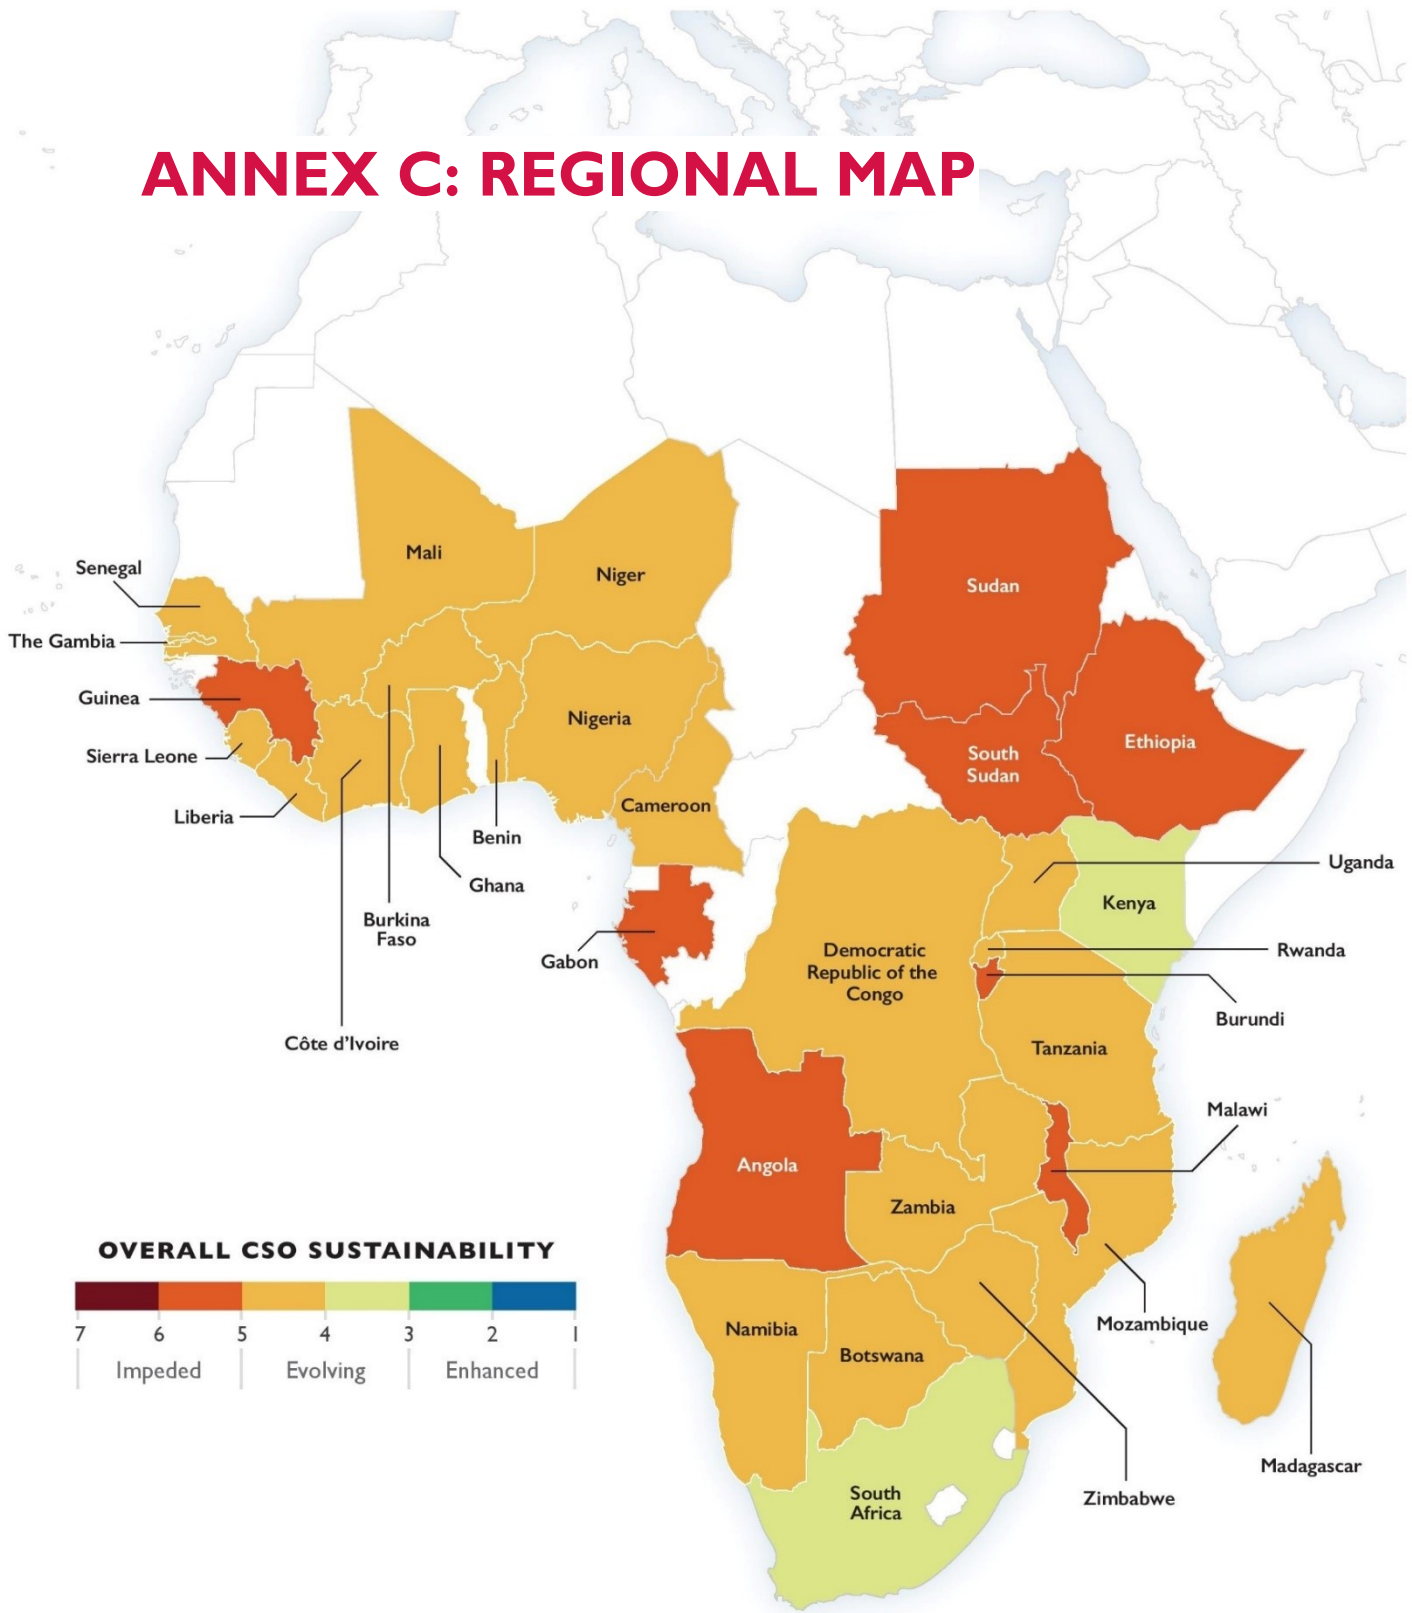 ANNEX C: REGIONAL MAP
Mali
Niger
Senegal
The Gambia
Guinea
Sierra Leone
Liberia
Nigeria
Cameroon
Benin
Ghana
Burkina
Faso
Côte d'Ivoire
Gabon
Sudan
South
Sudan
Ethiopia
Uganda
Kenya
Rwanda
Burundi
Democratic
Republic of the
Congo
Tanzania
Malawi
Angola
Zambia
Mozambique
Namibia
Botswana
Zimbabwe
Madagascar
South
Africa
OVERALL CSO SUSTAINABILITY
7 6 5 4 3 2 1
Impeded Evolving Enhanced